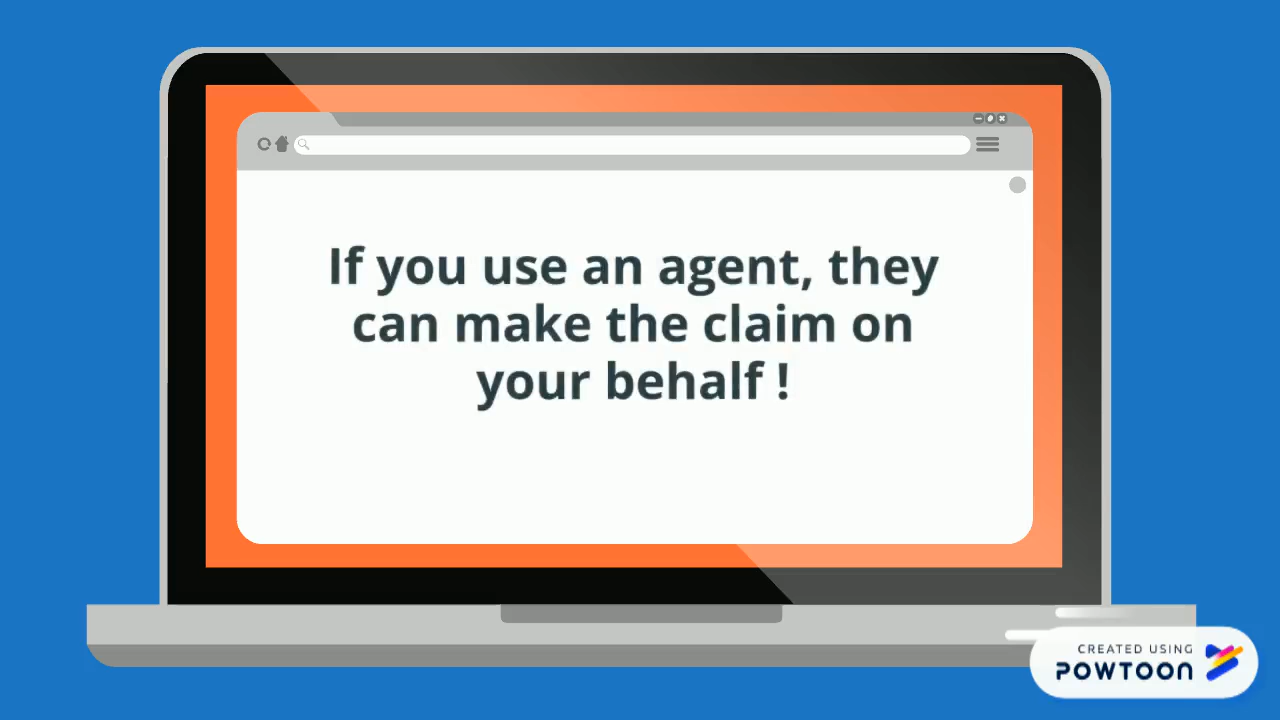 If you use an agent, they
can make the claim on
your behalf !
CREATED USING
POWTOON